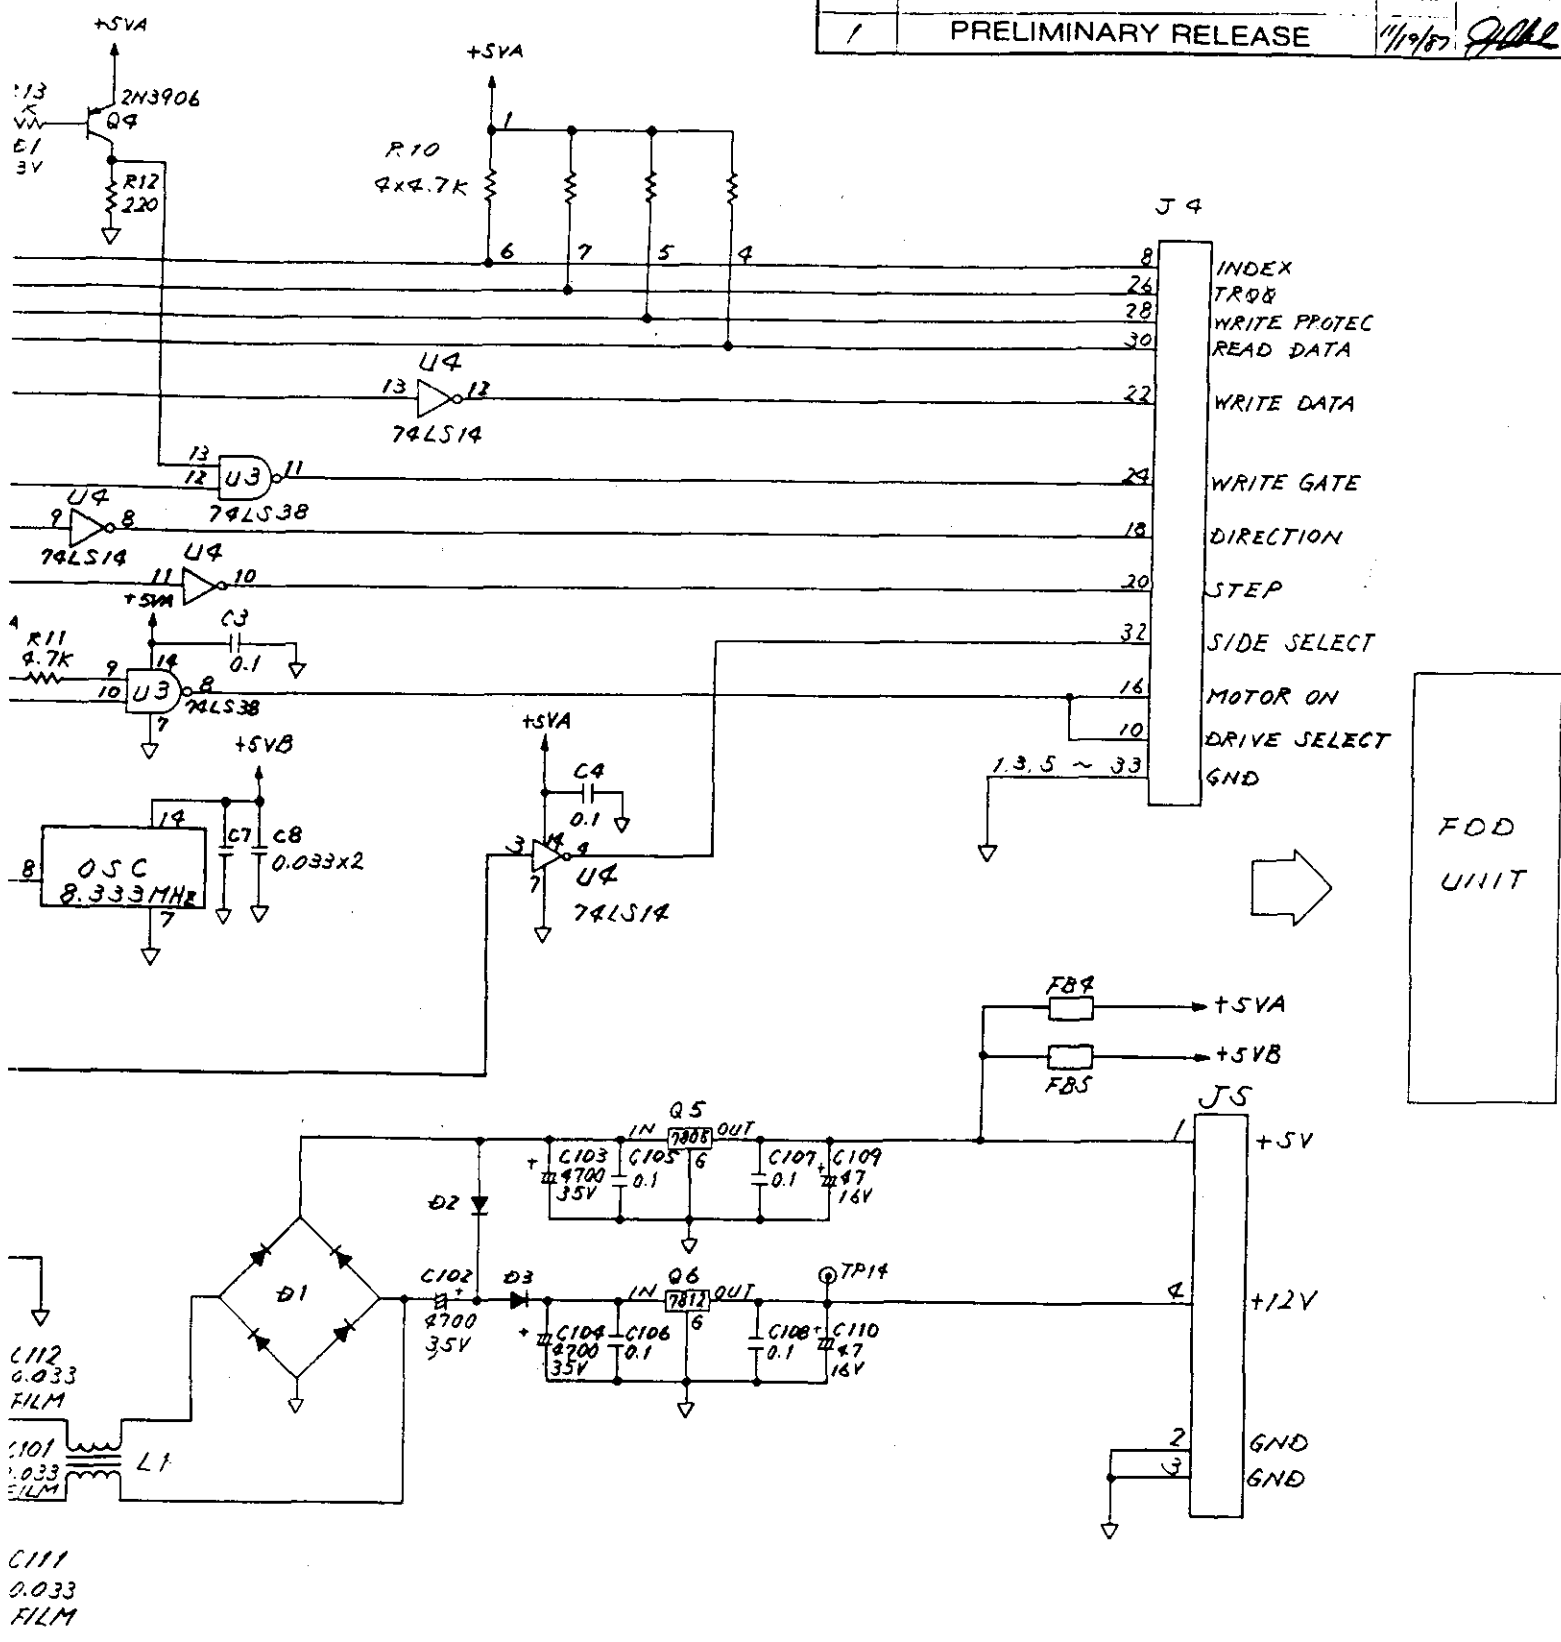 1 PRELIMINARY RELEASE 11/19/87
+5VA
2N3906
Q4
3V
R12
220
+5VA
1
R10
4x4.7K
6 7 5 4
J4
8 INDEX
26 TR00
28 WRITE PROTEC
30 READ DATA
U4
13 12
74LS14
22 WRITE DATA
13
12 U3 11
74LS38
24 WRITE GATE
U4
9 8
74LS14
18 DIRECTION
U4
11 10
20 STEP
+5VA
C3
0.1
32 SIDE SELECT
R11
4.7K
14
9
10 U3 8
74LS38
7
16 MOTOR ON
10 DRIVE SELECT
1.3.5 ~ 33 GND
+5VB
14
C7 C8
0.033x2
8 OSC
8.333MHz
7
+5VA
C4
0.1
3 14 4
7 U4
74LS14
FDD
UNIT
FB4 +5VA
FB5 +5VB
J5
Q5
IN 7805 OUT
6
1 +5V
C103
4700
35V
C105
0.1
C107
0.1
C109
47
16V
D2
D1
C102
4700
35V
D3
Q6
IN 7812 OUT
6
TP14
4 +12V
C104
4700
35V
C106
0.1
C108
0.1
C110
47
16V
C112
0.033
FILM
C101
FILM
L1
2 GND
3 GND
C111
0.033
FILM